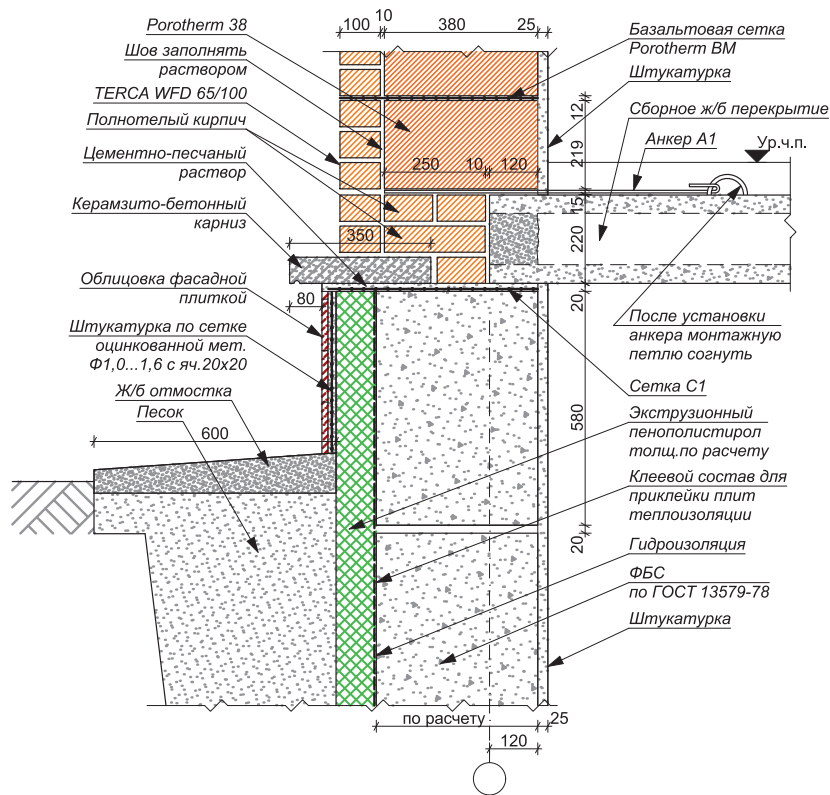 10
100
380
25
Porotherm 38
Шов заполнять
раствором
TERCA WFD 65/100
Полнотелый кирпич
Цементно-песчаный
раствор
Керамзито-бетонный
карниз
350
Облицовка фасадной
плиткой
80
Штукатурка по сетке
оцинкованной мет.
Ф1,0...1,6 с яч.20х20
Ж/б отмостка
Песок
600
250
10
120
Базальтовая сетка
Porotherm BM
Штукатурка
12
Сборное ж/б перекрытие
Анкер А1
Ур.ч.п.
219
15
220
20
После установки
анкера монтажную
петлю согнуть
Сетка С1
580
Экструзионный
пенополистирол
толщ.по расчету
Клеевой состав для
приклейки плит
теплоизоляции
20
Гидроизоляция
ФБС
по ГОСТ 13579-78
Штукатурка
по расчету
25
120